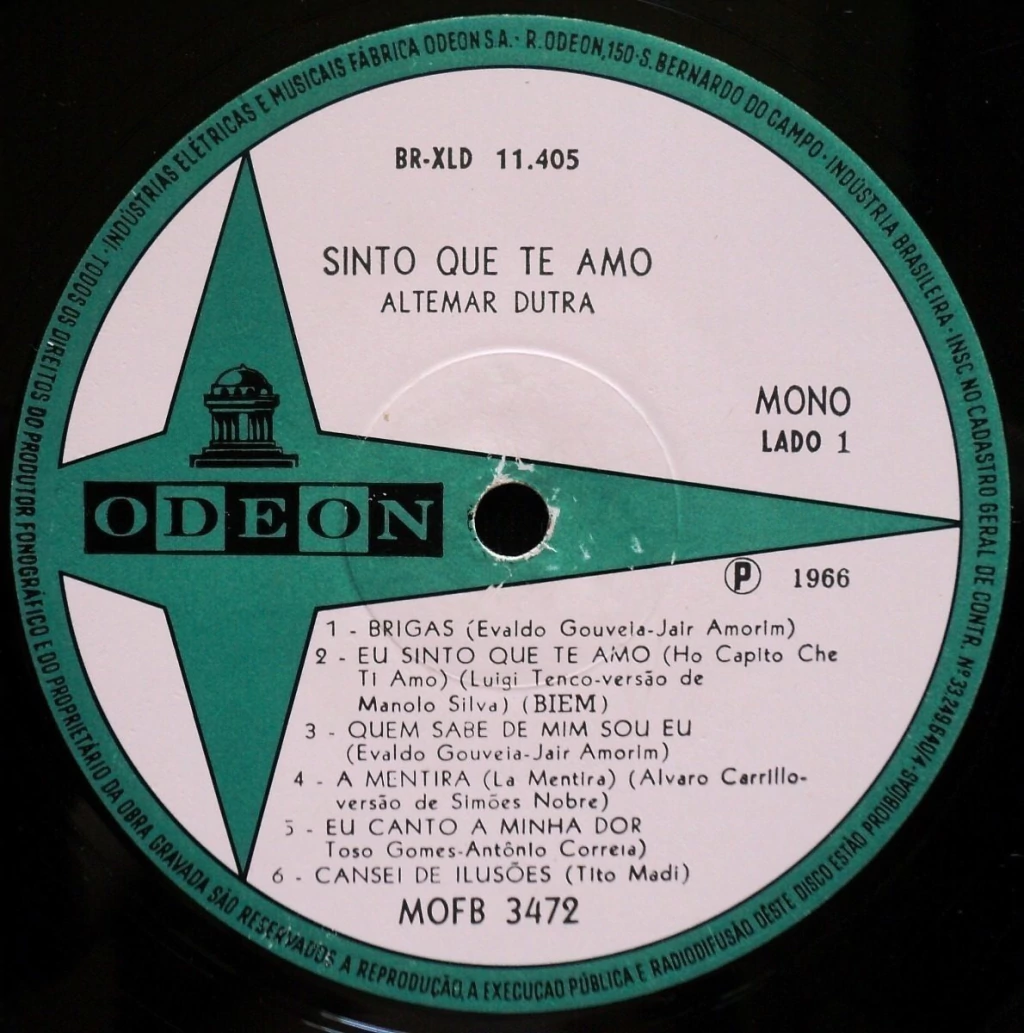 INDÚSTRIAS ELÉTRICAS E MUSICAIS FÁBRICA ODEON S.A. · R. ODEON, 150 · S. BERNARDO DO CAMPO · INDÚSTRIA BRASILEIRA · INSC NO CADASTRO GERAL DE CONTR. Nº 33.249.640/4 ·
TODOS OS DIREITOS DO PRODUTOR FONOGRÁFICO E DO PROPRIETÁRIO DA OBRA GRAVADA SÃO RESERVADOS A REPRODUÇÃO, A EXECUÇAO PÚBLICA E RADIODIFUSÃO DÊSTE DISCO ESTÃO PROIBIDAS ·
BR-XLD 11.405
SINTO QUE TE AMO
ALTEMAR DUTRA
MONO
LADO 1
ODEON
Ⓟ 1966
1 - BRIGAS (Evaldo Gouveia-Jair Amorim)
2 - EU SINTO QUE TE AMO (Ho Capito Che
Ti Amo) (Luigi Tenco-versão de
Manolo Silva) (BIEM)
3 - QUEM SABE DE MIM SOU EU
(Evaldo Gouveia-Jair Amorim)
4 - A MENTIRA (La Mentira) (Alvaro Carrillo-
versão de Simões Nobre)
5 - EU CANTO A MINHA DOR
Toso Gomes-Antônio Correia)
6 - CANSEI DE ILUSÕES (Tito Madi)
MOFB 3472